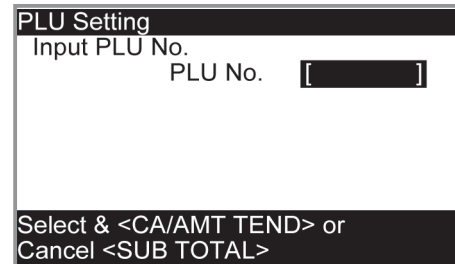 PLU Setting
Input PLU No.
PLU No. [ ]
Select & <CA/AMT TEND> or
Cancel <SUB TOTAL>